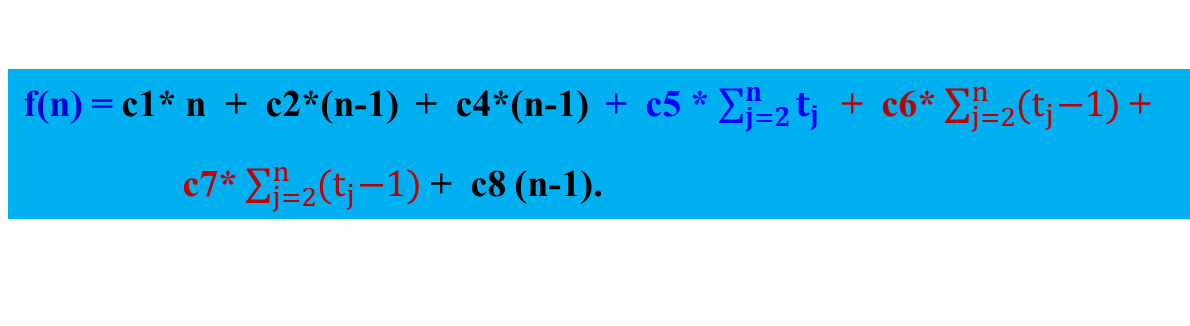 f(n) = c1* n + c2*(n-1) + c4*(n-1) + c5 * ∑ⁿⱼ₌₂ tⱼ + c6* ∑ⁿⱼ₌₂(tⱼ−1) +
c7* ∑ⁿⱼ₌₂(tⱼ−1) + c8 (n-1).